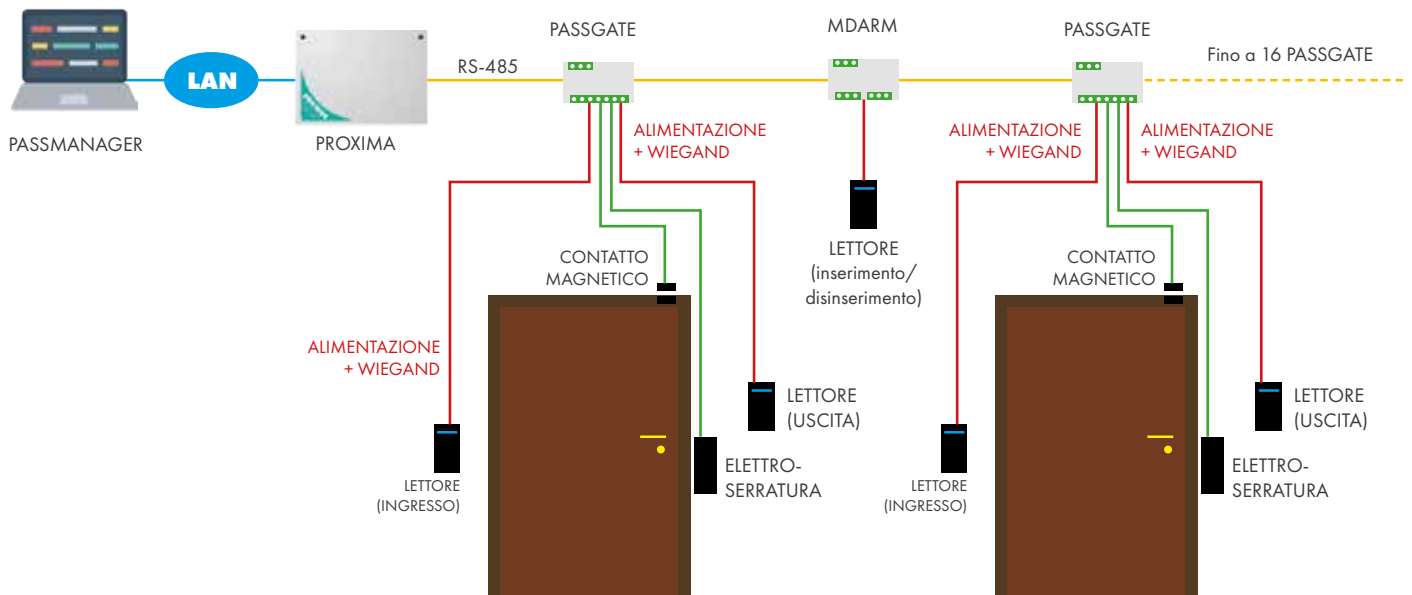 PASSMANAGER
LAN
PROXIMA
RS-485
PASSGATE
ALIMENTAZIONE
+ WIEGAND
MDARM
LETTORE
(inserimento/
disinserimento)
PASSGATE
Fino a 16 PASSGATE
ALIMENTAZIONE
+ WIEGAND
ALIMENTAZIONE
+ WIEGAND
CONTATTO
MAGNETICO
CONTATTO
MAGNETICO
ALIMENTAZIONE
+ WIEGAND
LETTORE
(USCITA)
LETTORE
(USCITA)
LETTORE
(INGRESSO)
ELETTRO-
SERRATURA
LETTORE
(INGRESSO)
ELETTRO-
SERRATURA